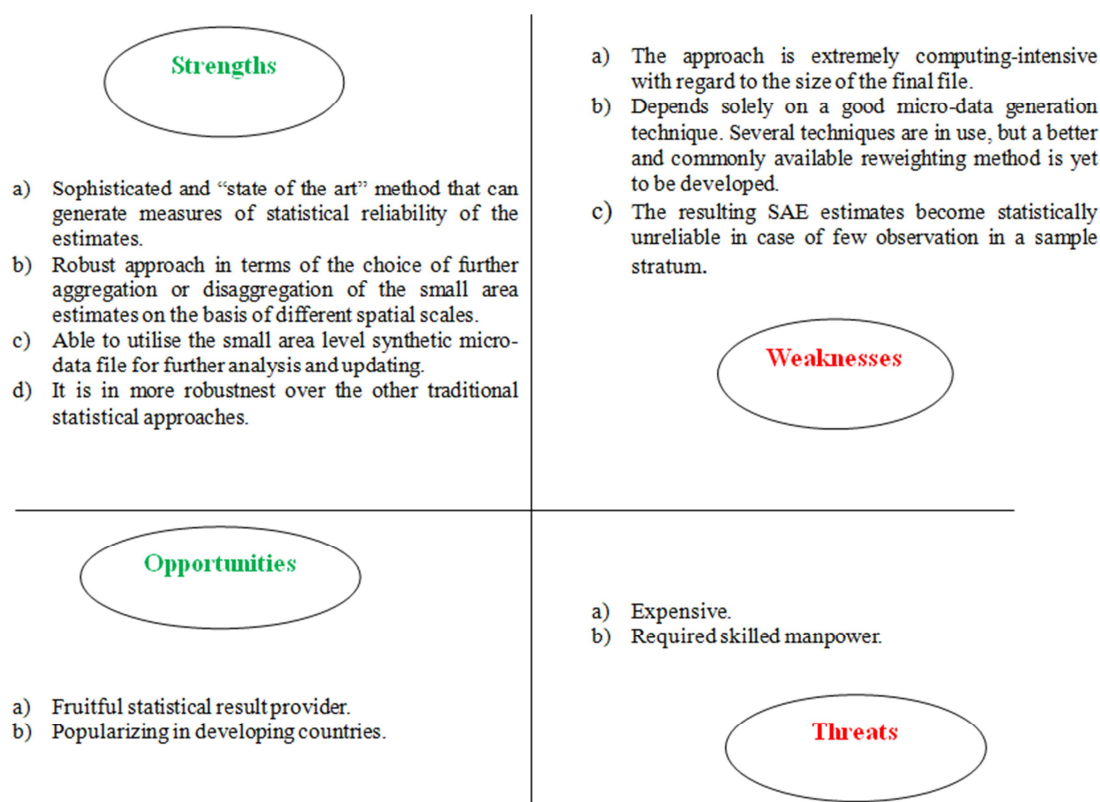 Strengths
a) Sophisticated and “state of the art” method that can
generate measures of statistical reliability of the
estimates.
b) Robust approach in terms of the choice of further
aggregation or disaggregation of the small area
estimates on the basis of different spatial scales.
c) Able to utilise the small area level synthetic micro-
data file for further analysis and updating.
d) It is in more robustnest over the other traditional
statistical approaches.
a) The approach is extremely computing-intensive
with regard to the size of the final file.
b) Depends solely on a good micro-data generation
technique. Several techniques are in use, but a better
and commonly available reweighting method is yet
to be developed.
c) The resulting SAE estimates become statistically
unreliable in case of few observation in a sample
stratum.
Weaknesses
Opportunities
a) Fruitful statistical result provider.
b) Popularizing in developing countries.
a) Expensive.
b) Required skilled manpower.
Threats